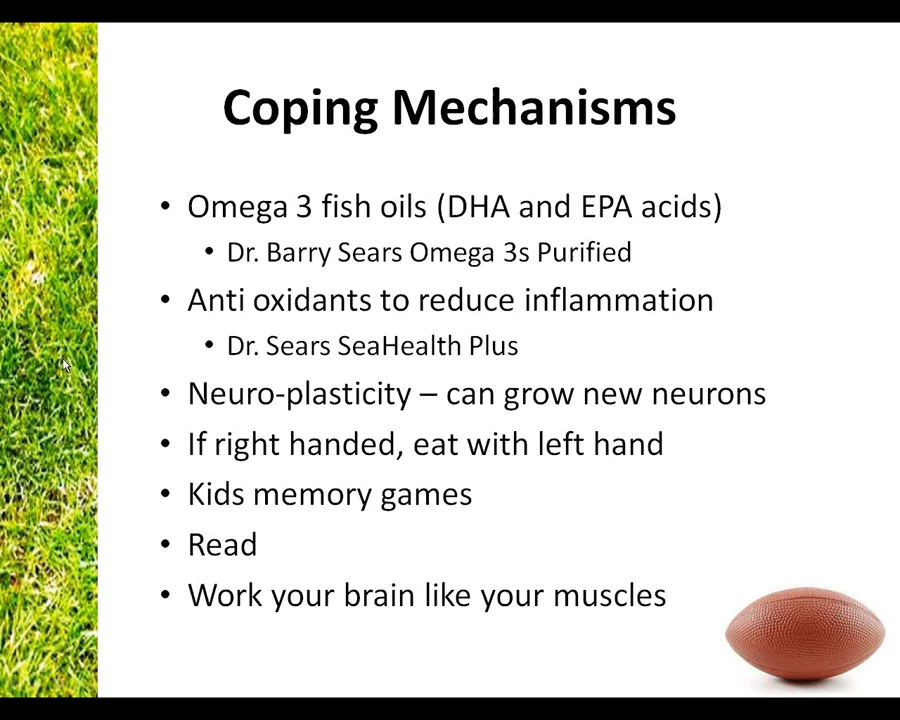 Coping Mechanisms
• Omega 3 fish oils (DHA and EPA acids)
• Dr. Barry Sears Omega 3s Purified
• Anti oxidants to reduce inflammation
• Dr. Sears SeaHealth Plus
• Neuro-plasticity – can grow new neurons
• If right handed, eat with left hand
• Kids memory games
• Read
• Work your brain like your muscles